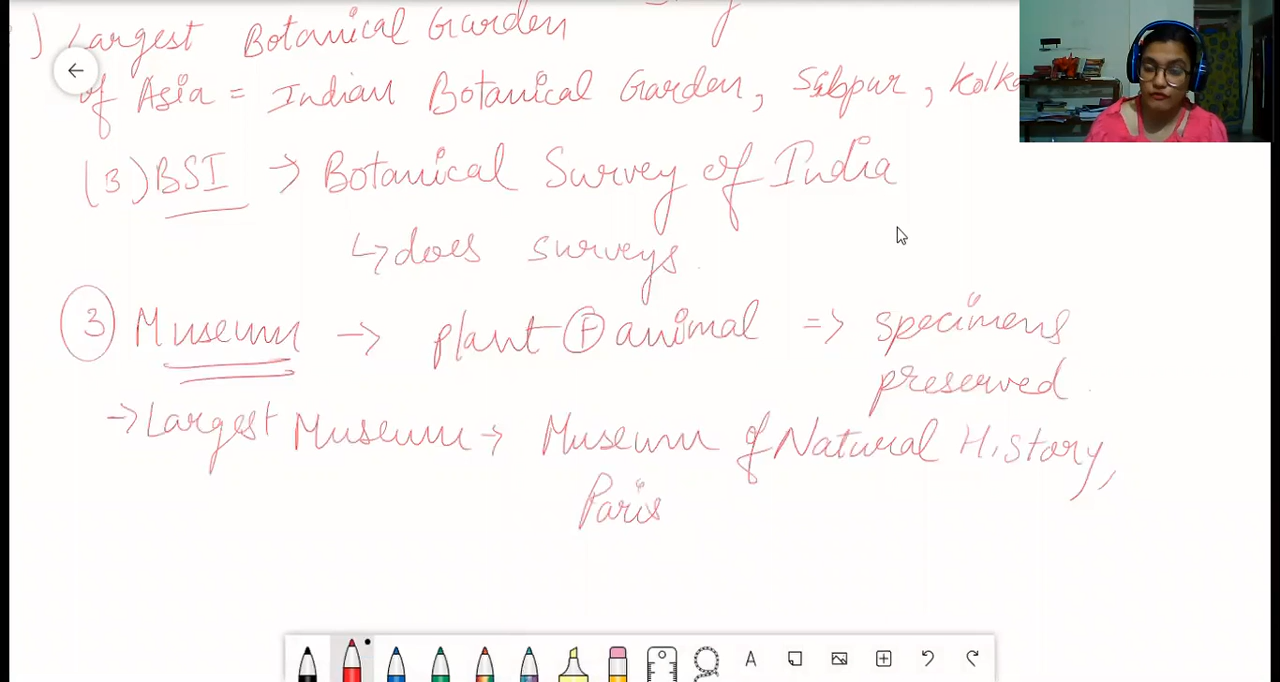 ) Largest Botanical Garden
of Asia = Indian Botanical Garden, Sibpur, Kolka
(3) BSI → Botanical Survey of India
↳ does surveys.
③ Museum → plant ⊕ animal => specimens
preserved.
→ Largest Museum → Museum of Natural History,
Paris
A